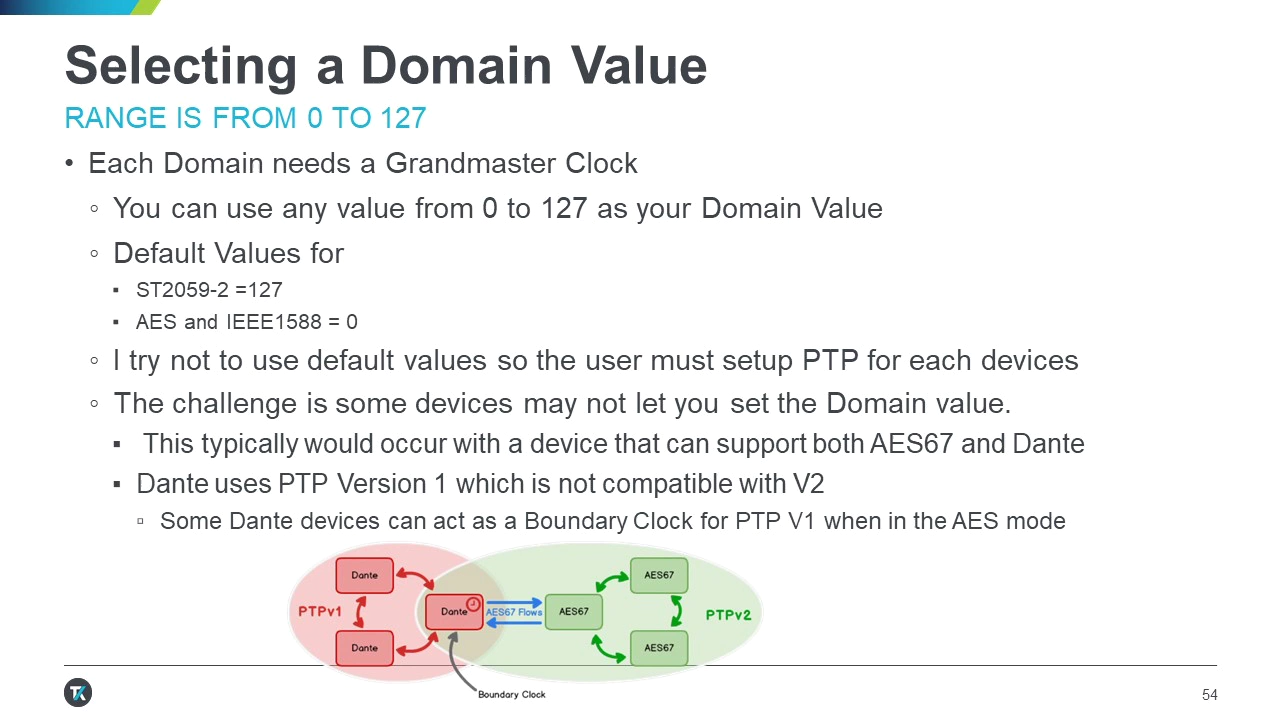 Selecting a Domain Value
RANGE IS FROM 0 TO 127
• Each Domain needs a Grandmaster Clock
◦ You can use any value from 0 to 127 as your Domain Value
◦ Default Values for
▪ ST2059-2 =127
▪ AES and IEEE1588 = 0
◦ I try not to use default values so the user must setup PTP for each devices
◦ The challenge is some devices may not let you set the Domain value.
▪ This typically would occur with a device that can support both AES67 and Dante
▪ Dante uses PTP Version 1 which is not compatible with V2
▫ Some Dante devices can act as a Boundary Clock for PTP V1 when in the AES mode
Dante
AES67
PTPv1
Dante
AES67 Flows
AES67
PTPv2
Dante
AES67
Boundary Clock
TK
54